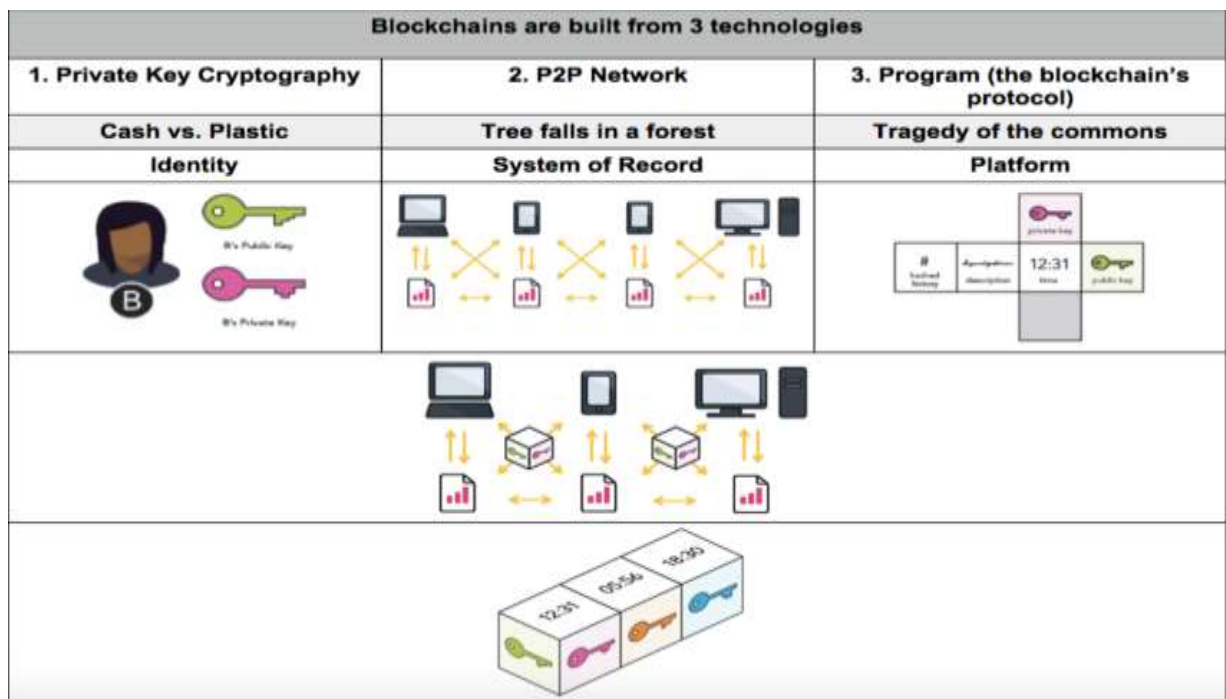 Blockchains are built from 3 technologies
1. Private Key Cryptography
2. P2P Network
3. Program (the blockchain's
protocol)
Cash vs. Plastic
Tree falls in a forest
Tragedy of the commons
Identity
System of Record
Platform
B's Public Key
B
B's Private Key
private key
#
hashed
history
description
12:31
time
public key
12:31
05:56
18:30